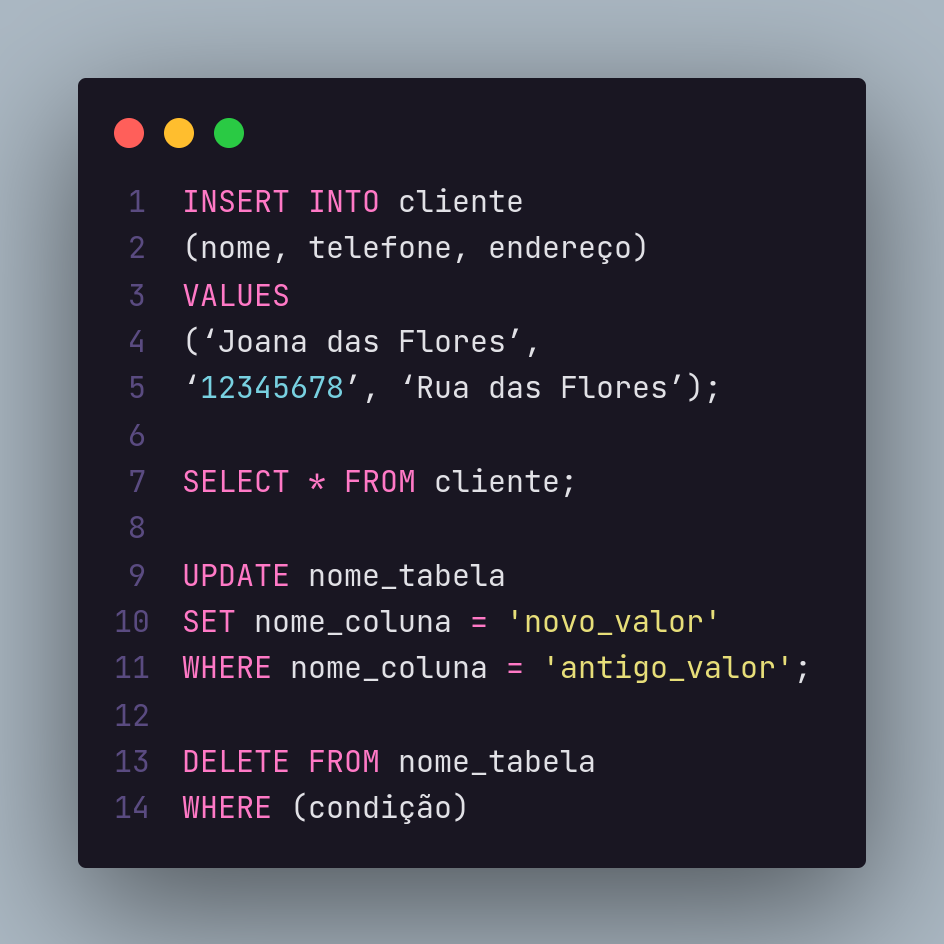 1 INSERT INTO cliente
2 (nome, telefone, endereço)
3 VALUES
4 (‘Joana das Flores’,
5 ‘12345678’, ‘Rua das Flores’);
6
7 SELECT * FROM cliente;
8
9 UPDATE nome_tabela
10 SET nome_coluna = 'novo_valor'
11 WHERE nome_coluna = 'antigo_valor';
12
13 DELETE FROM nome_tabela
14 WHERE (condição)